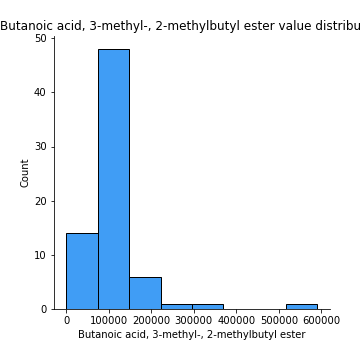 Butanoic acid, 3-methyl-, 2-methylbutyl ester value distribu
50
40
30
20
10
0
Count
0 100000 200000 300000 400000 500000 600000
Butanoic acid, 3-methyl-, 2-methylbutyl ester